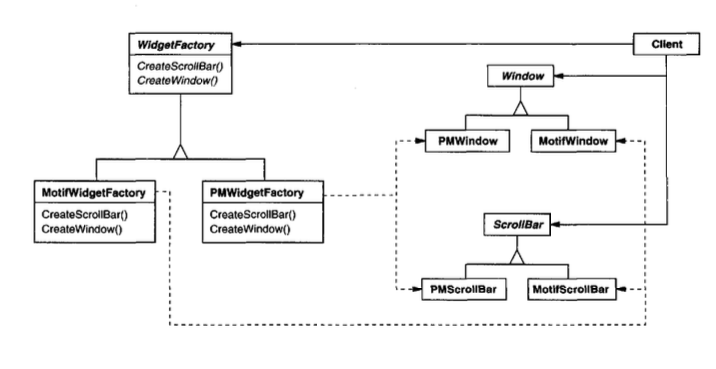 WidgetFactory
CreateScrollBar()
CreateWindow()
Client
Window
PMWindow
MotifWindow
MotifWidgetFactory
CreateScrollBar()
CreateWindow()
PMWidgetFactory
CreateScrollBar()
CreateWindow()
ScrollBar
PMScrollBar
MotifScrollBar